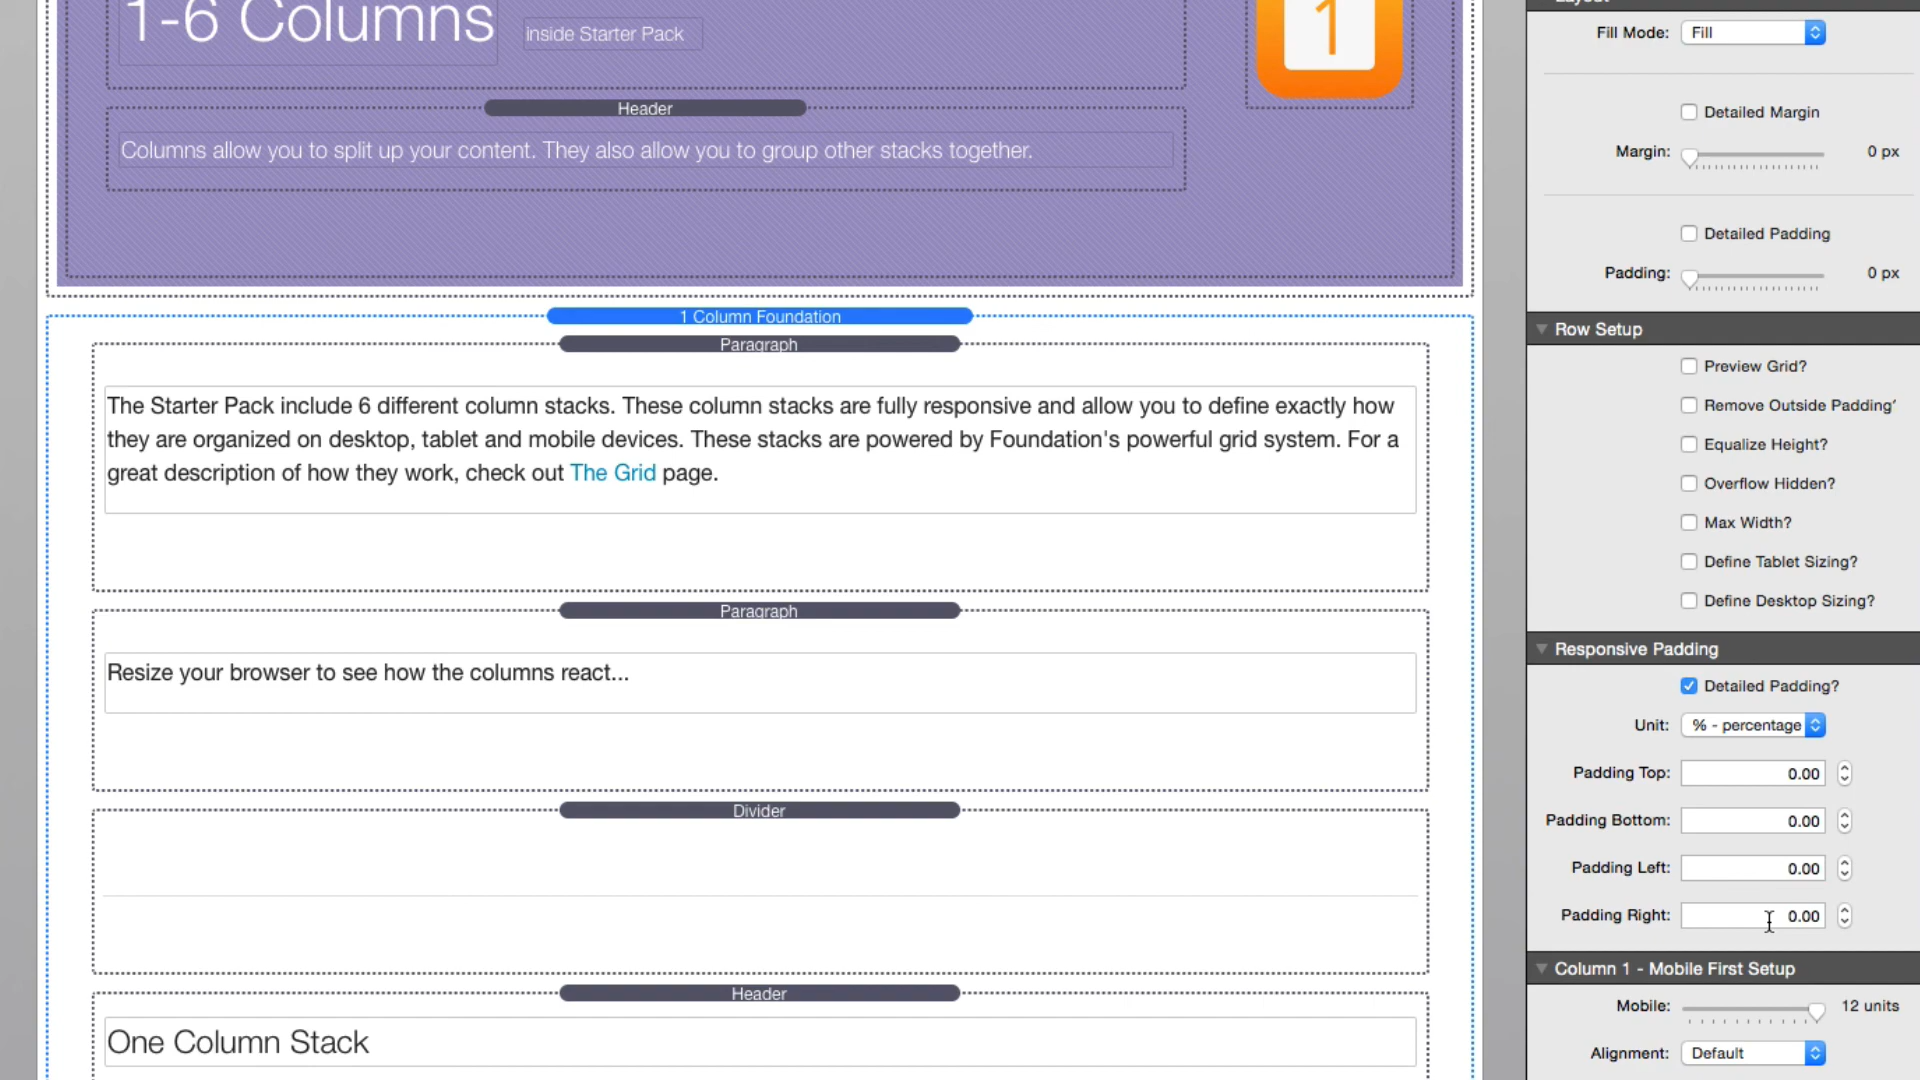 1-6 Columns
inside Starter Pack
1
Header
Columns allow you to split up your content. They also allow you to group other stacks together.
1 Column Foundation
Paragraph
The Starter Pack include 6 different column stacks. These column stacks are fully responsive and allow you to define exactly how
they are organized on desktop, tablet and mobile devices. These stacks are powered by Foundation's powerful grid system. For a
great description of how they work, check out The Grid page.
Paragraph
Resize your browser to see how the columns react...
Divider
Header
One Column Stack
Layout
Fill Mode: Fill
Detailed Margin
Margin: 0 px
Detailed Padding
Padding: 0 px
Row Setup
Preview Grid?
Remove Outside Padding
Equalize Height?
Overflow Hidden?
Max Width?
Define Tablet Sizing?
Define Desktop Sizing?
Responsive Padding
Detailed Padding?
Unit: % - percentage
Padding Top: 0.00
Padding Bottom: 0.00
Padding Left: 0.00
Padding Right: 0.00
Column 1 - Mobile First Setup
Mobile: 12 units
Alignment: Default